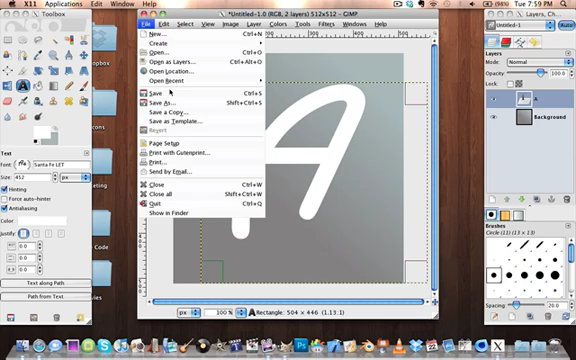 X11 Applications Edit Window Help
Tue 7:59 PM
Toolbox
*Untitled-1.0 (RGB, 2 layers) 512x512 – GIMP
Layers, C
File Edit Select View Image Layer Colors Tools Filters Windows
New... Ctrl+N
Create
Open... Ctrl+O
Open as Layers... Ctrl+Alt+O
Open Location...
Open Recent
Save Ctrl+S
Save As... Shift+Ctrl+S
Save a Copy...
Save as Template...
Revert
Page Setup
Print with Gutenprint...
Print...
Send by Email...
Close Ctrl+W
Close all Shift+Ctrl+W
Quit Ctrl+Q
Show in Finder
A
Text
Font: Aa Santa Fe LET
Size: 452 px
Hinting
Force auto-hinter
Antialiasing
Color:
Justify:
0.0
0.0
0.0
Text along Path
Path from Text
px 100 % Rectangle: 504 × 446 (1.13:1)
Untitled-1 Auto
Layers
Mode: Normal
Opacity: 100.0
A
Background
Brushes
Circle (11) (13 × 13)
Spacing: 20.0